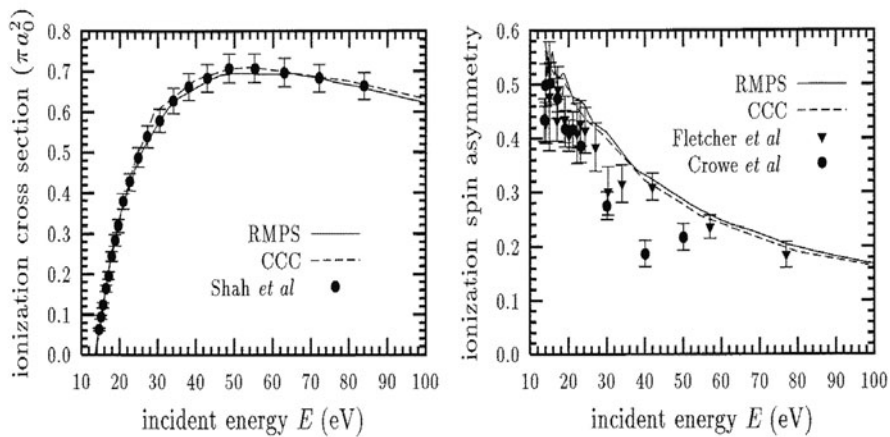 ionization cross section (πa₀²)
0.8
0.7
0.6
0.5
0.4
0.3
0.2
0.1
0.0
RMPS
CCC
Shah et al
10 20 30 40 50 60 70 80 90 100
incident energy E (eV)
ionization spin asymmetry
0.6
0.5
0.4
0.3
0.2
0.1
0.0
RMPS
CCC
Fletcher et al
Crowe et al
10 20 30 40 50 60 70 80 90 100
incident energy E (eV)